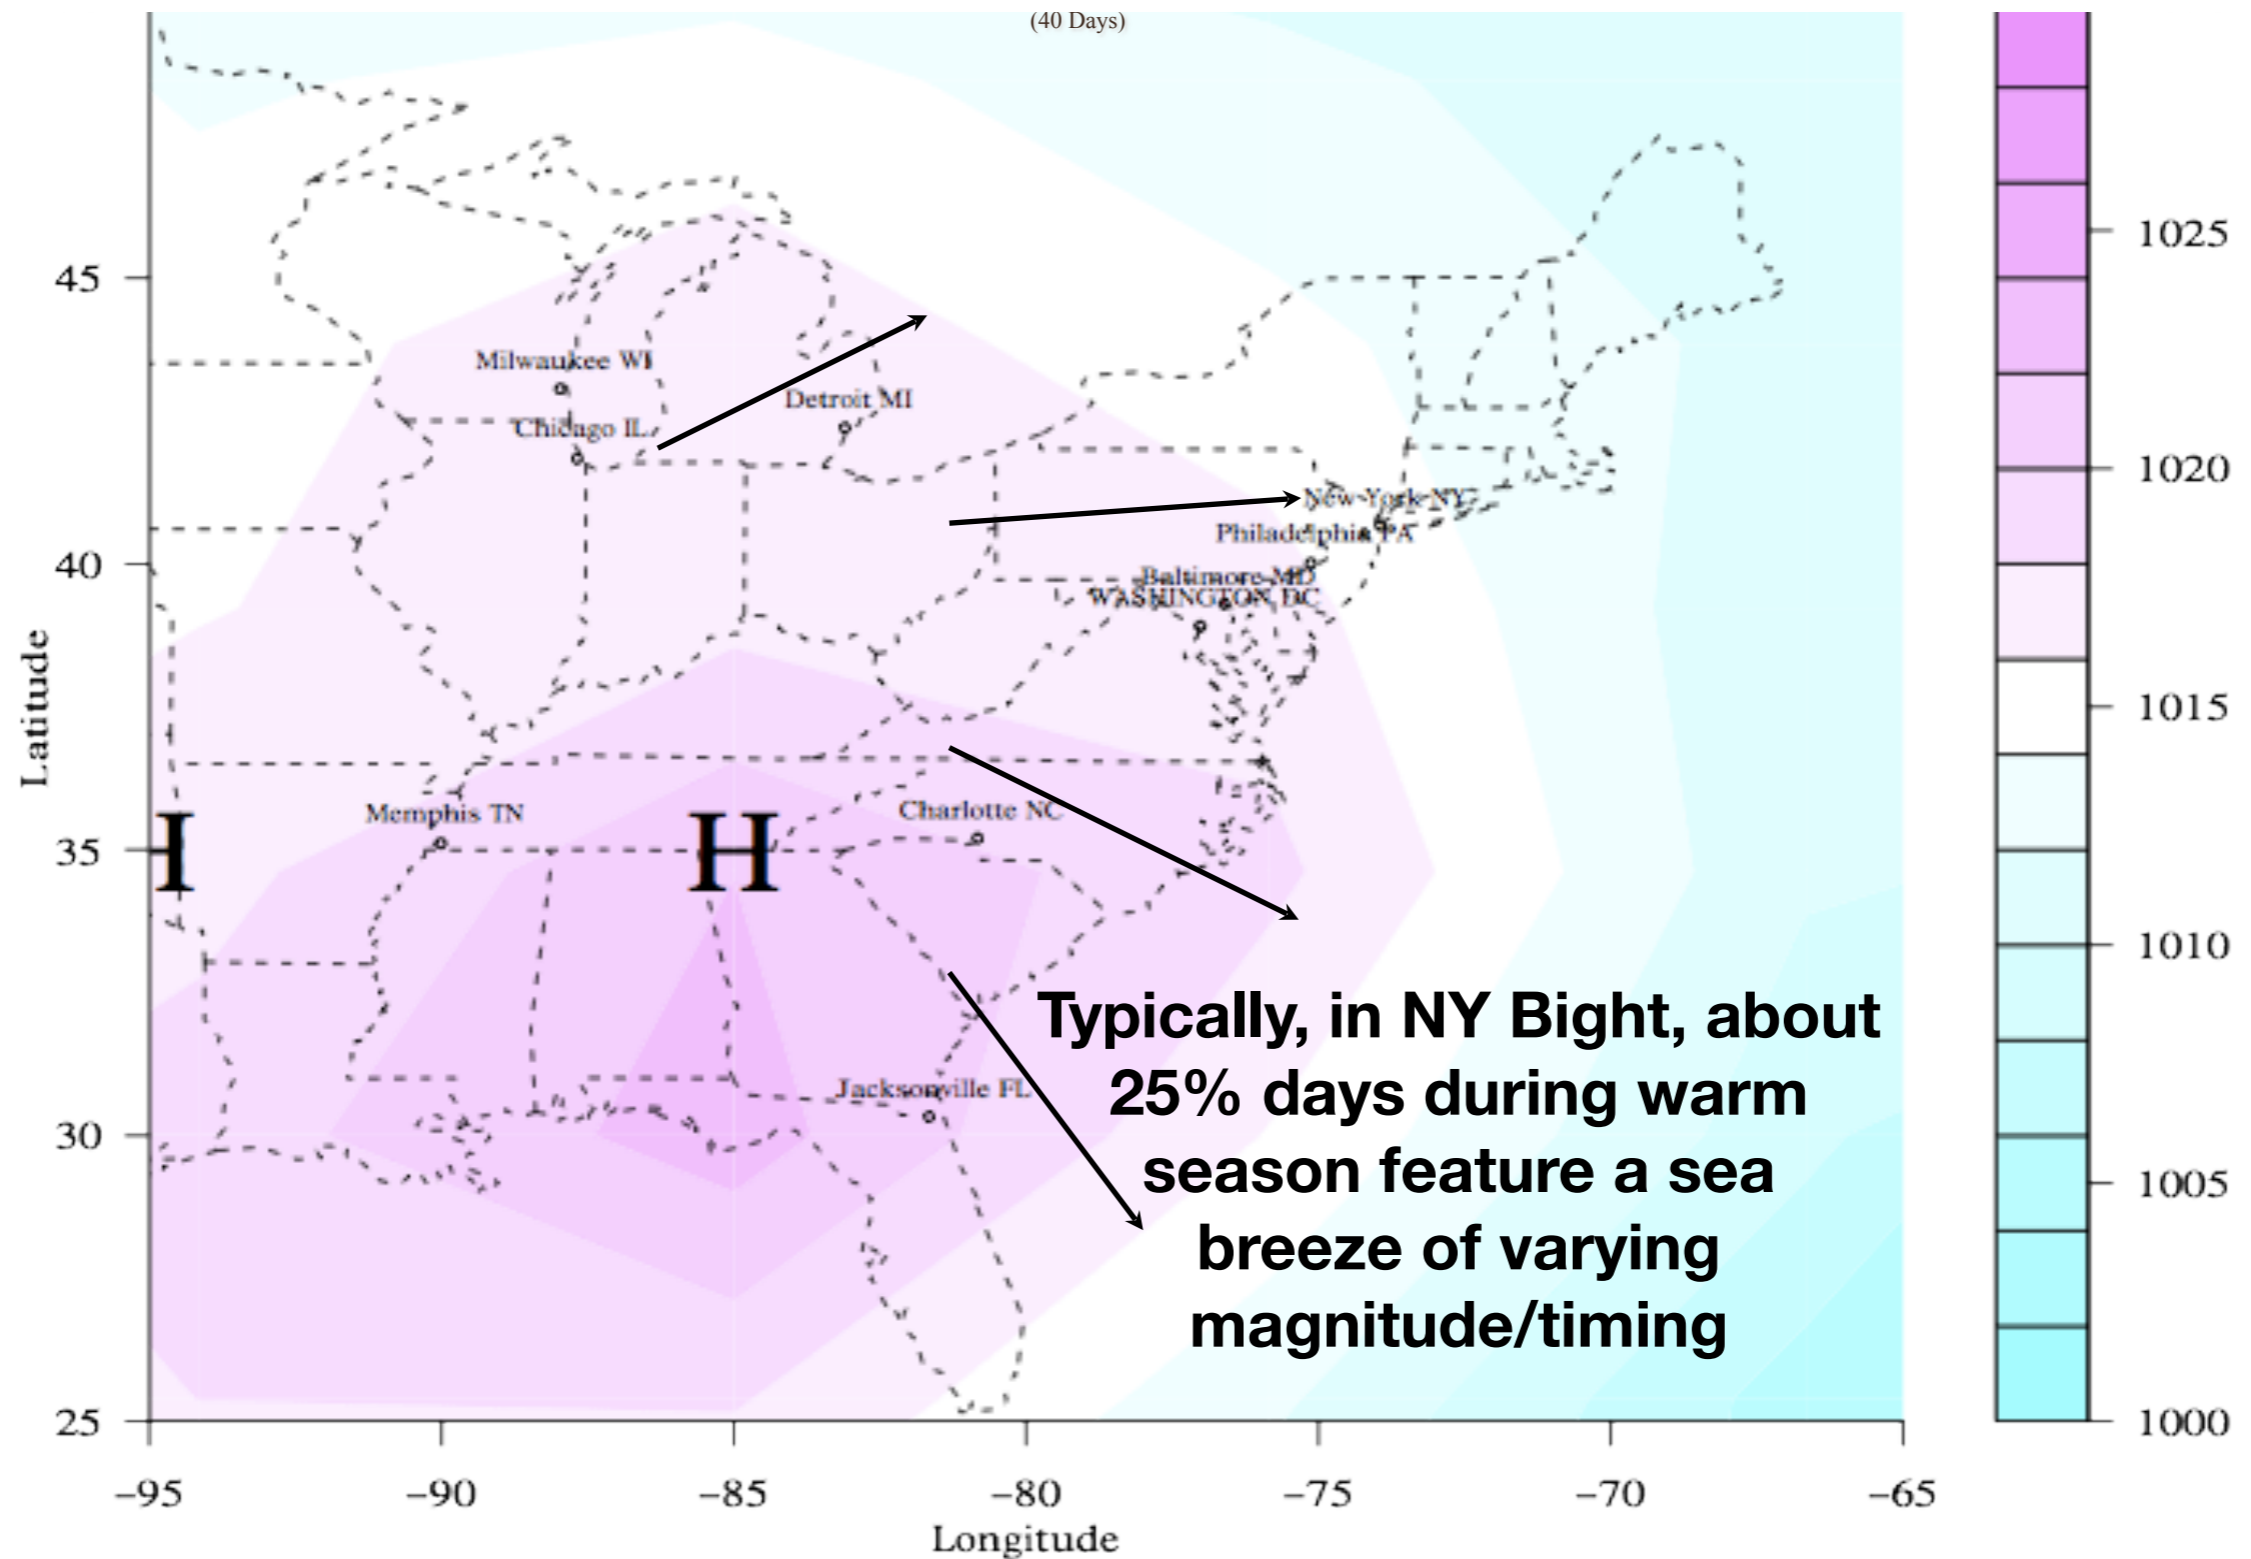 (40 Days)
1025
45
Milwaukee WI
Detroit MI
Chicago IL
1020
New York NY
Philadelphia PA
40
Baltimore MD
WASHINGTON DC
Latitude
1015
Memphis TN
Charlotte NC
35
H
H
1010
Typically, in NY Bight, about
25% days during warm
season feature a sea
breeze of varying
magnitude/timing
Jacksonville FL
30
1005
25
1000
−95
−90
−85
−80
−75
−70
−65
Longitude